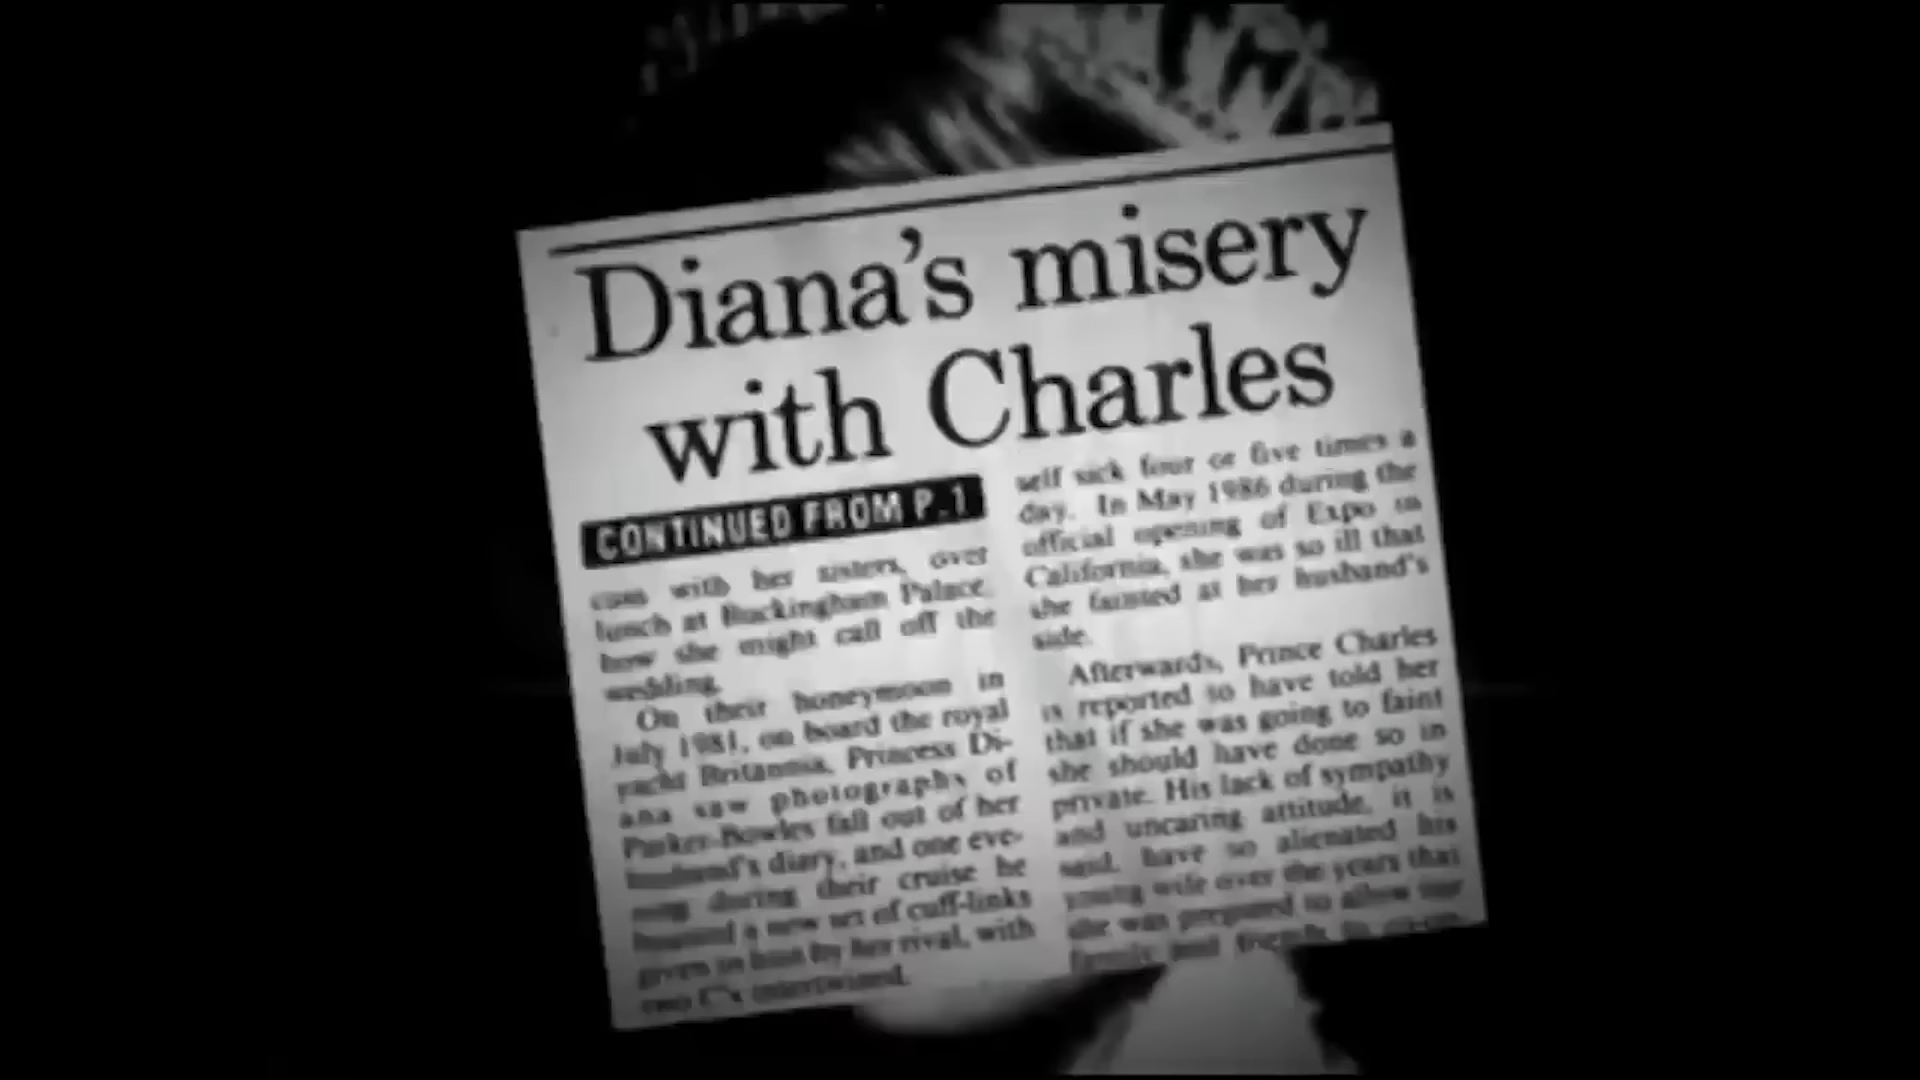 Diana's misery
with Charles
CONTINUED FROM P.1
with her sisters, over
lunch at Buckingham Palace,
how she might call off the
wedding.
On their honeymoon in
July 1981, on board the royal
yacht Britannia, Princess Di-
ana saw photographs of
Parker-Bowles fall out of her
husband's diary, and one eve-
ning during their cruise he
a new set of cuff-links
given to him by her rival, with
two C's intertwined.
self sick four or five times a
day. In May 1986 during the
official opening of Expo in
California, she was so ill that
she fainted at her husband's
side.
Afterwards, Prince Charles
is reported to have told her
that if she was going to faint
she should have done so in
private. His lack of sympathy
and uncaring attitude, it is
said, have so alienated his
young wife over the years that
she was prepared to allow her
family and friends to